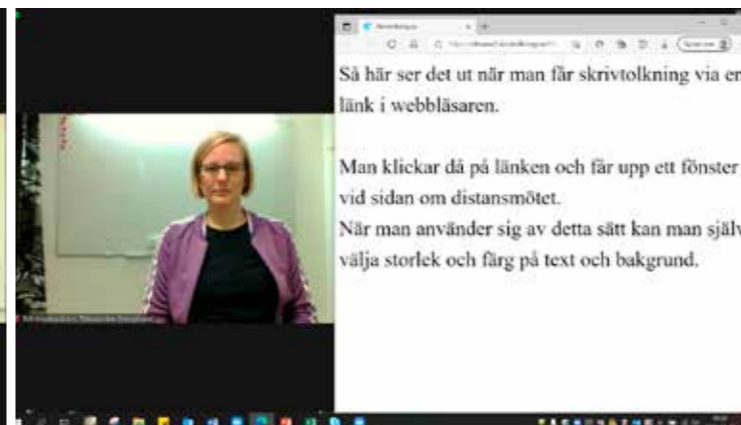 Så här ser det ut när man får skrivtolkning via en
länk i webbläsaren.
Man klickar då på länken och får upp ett fönster
vid sidan om distansmötet.
När man använder sig av detta sätt kan man själv
välja storlek och färg på text och bakgrund.